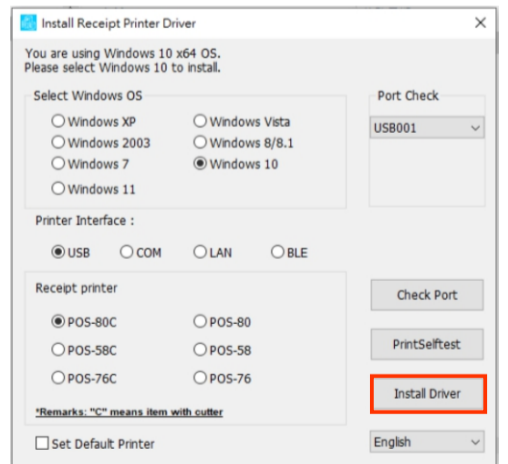 Install Receipt Printer Driver
You are using Windows 10 x64 OS.
Please select Windows 10 to install.
Select Windows OS
Port Check
Windows XP
Windows Vista
USB001
Windows 2003
Windows 8/8.1
Windows 7
Windows 10
Windows 11
Printer Interface :
USB
COM
LAN
BLE
Receipt printer
Check Port
POS-80C
POS-80
PrintSelftest
POS-58C
POS-58
POS-76C
POS-76
Install Driver
*Remarks: "C" means item with cutter
Set Default Printer
English